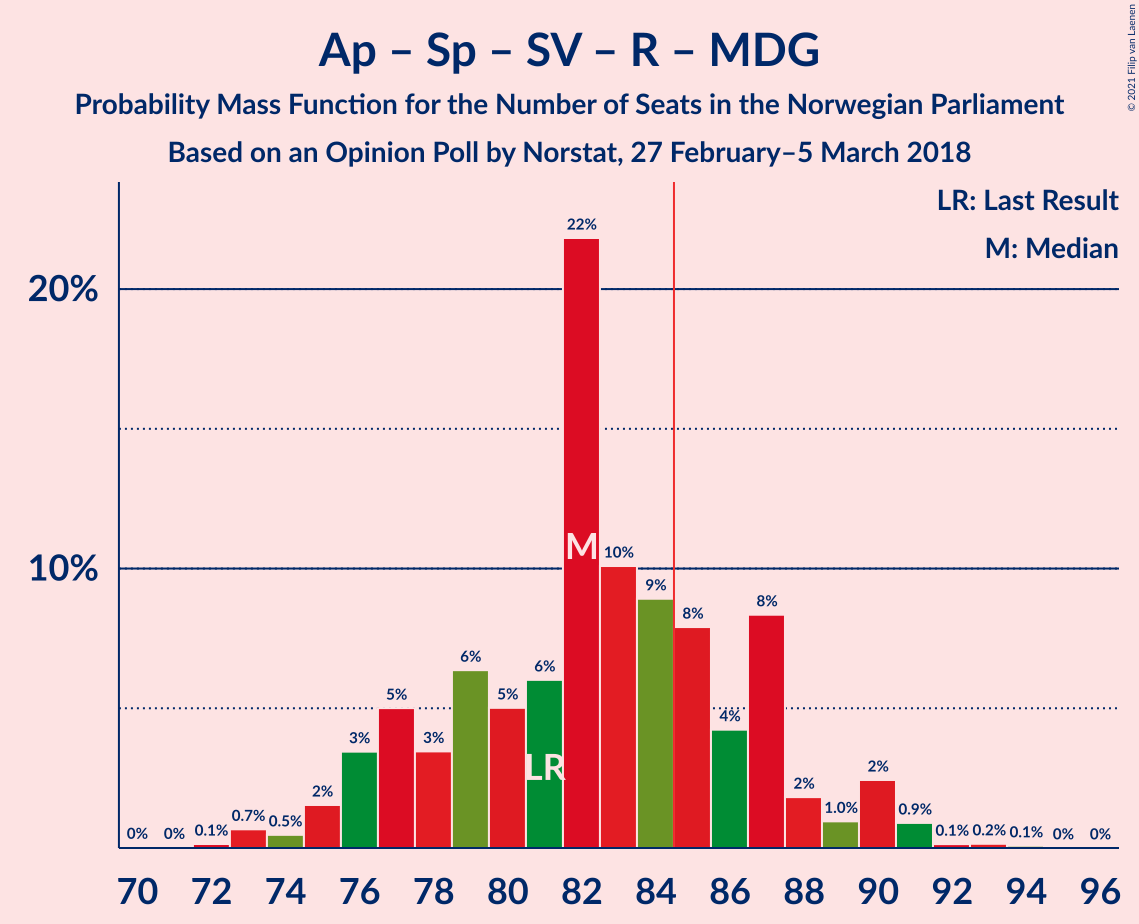 Ap – Sp – SV – R – MDG
Probability Mass Function for the Number of Seats in the Norwegian Parliament
Based on an Opinion Poll by Norstat, 27 February–5 March 2018
© 2021 Filip van Laenen
LR: Last Result
M: Median
20%
10%
0% 0% 0.1% 0.7% 0.5% 2% 3% 5% 3% 6% 5% 6% 22% 10% 9% 8% 4% 8% 2% 1.0% 2% 0.9% 0.1% 0.2% 0.1% 0% 0%
M
LR
70 72 74 76 78 80 82 84 86 88 90 92 94 96